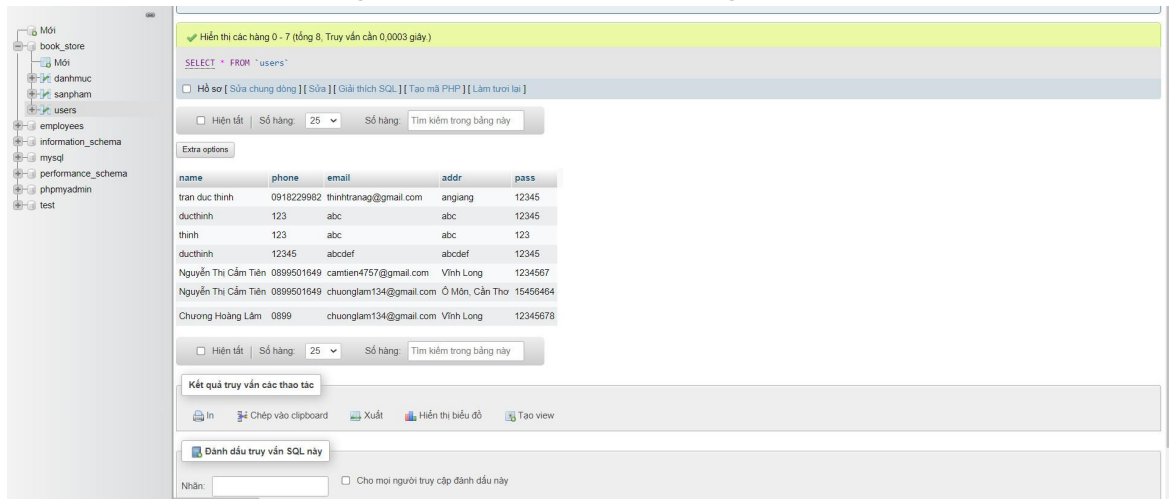 Mới
book_store
Mới
danhmuc
sanpham
users
employees
information_schema
mysql
performance_schema
phpmyadmin
test
Hiển thị các hàng 0 - 7 (tổng 8, Truy vấn cần 0,0003 giây.)
SELECT * FROM `users`
Hồ sơ [ Sửa chung dòng ] [ Sửa ] [ Giải thích SQL ] [ Tạo mã PHP ] [ Làm tươi lại ]
Hiện tất | Số hàng: 25 Số hàng: Tìm kiếm trong bảng này
Extra options
name phone email addr pass
tran duc thinh 0918229982 thinhtranag@gmail.com angiang 12345
ducthinh 123 abc abc 12345
thinh 123 abc abc 123
ducthinh 12345 abcdef abcdef 12345
Nguyễn Thị Cẩm Tiên 0899501649 camtien4757@gmail.com Vĩnh Long 1234567
Nguyễn Thị Cẩm Tiên 0899501649 chuonglam134@gmail.com Ô Môn, Cần Thơ 15456464
Chương Hoàng Lâm 0899 chuonglam134@gmail.com Vĩnh Long 12345678
Hiện tất | Số hàng: 25 Số hàng: Tìm kiếm trong bảng này
Kết quả truy vấn các thao tác
In Chép vào clipboard Xuất Hiển thị biểu đồ Tạo view
Đánh dấu truy vấn SQL này
Nhãn: Cho mọi người truy cập đánh dấu này